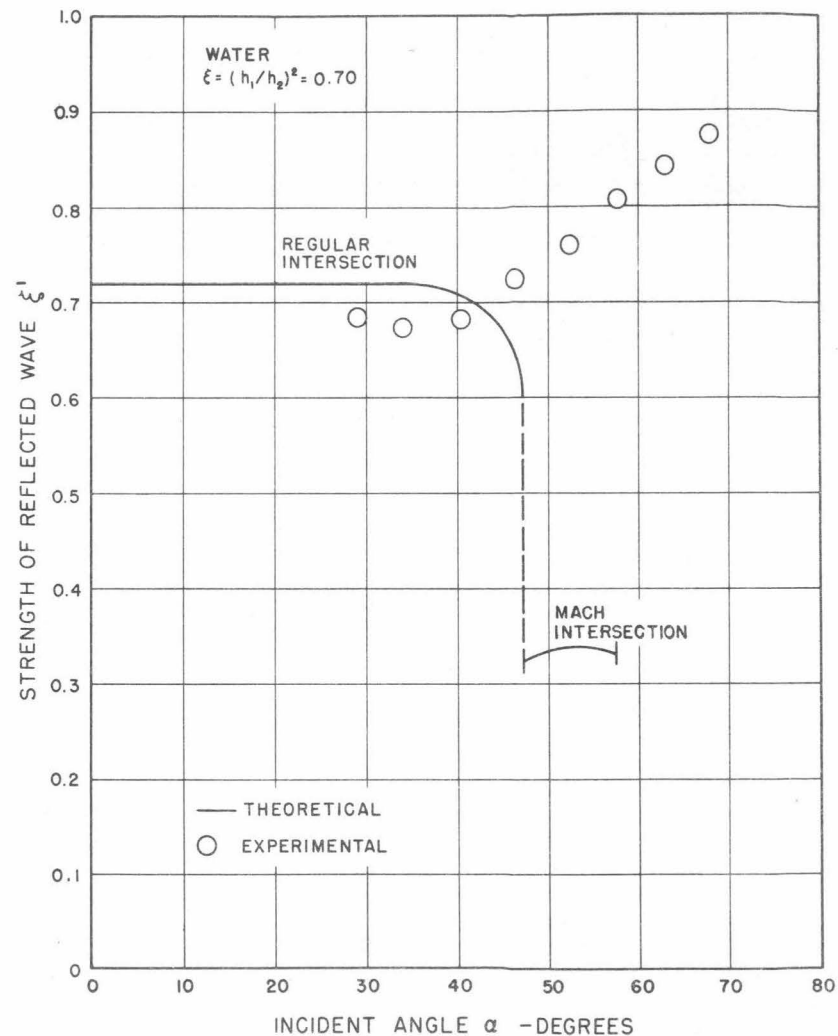 1.0
WATER
ξ = (h₁/h₂)² = 0.70
0.9
0.8
REGULAR
INTERSECTION
0.7
0.6
0.5
0.4
MACH
INTERSECTION
0.3
0.2
THEORETICAL
EXPERIMENTAL
0.1
0
STRENGTH OF REFLECTED WAVE ξ'
0 10 20 30 40 50 60 70 80
INCIDENT ANGLE α -DEGREES